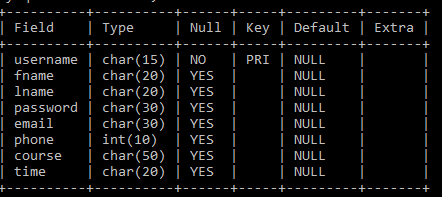 +----------+----------+------+-----+---------+-------+
| Field    | Type     | Null | Key | Default | Extra |
+----------+----------+------+-----+---------+-------+
| username | char(15) | NO   | PRI | NULL    |       |
| fname    | char(20) | YES  |     | NULL    |       |
| lname    | char(20) | YES  |     | NULL    |       |
| password | char(30) | YES  |     | NULL    |       |
| email    | char(30) | YES  |     | NULL    |       |
| phone    | int(10)  | YES  |     | NULL    |       |
| course   | char(50) | YES  |     | NULL    |       |
| time     | char(20) | YES  |     | NULL    |       |
+----------+----------+------+-----+---------+-------+